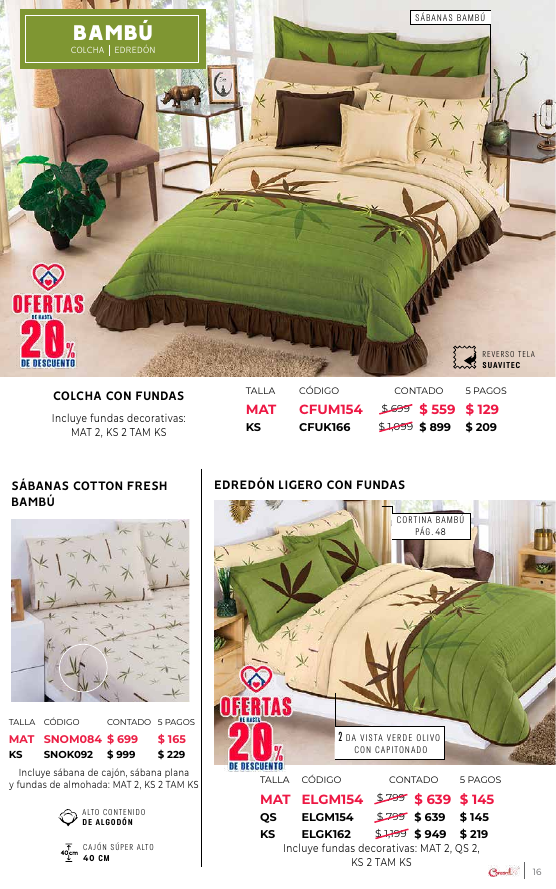 BAMBÚ
COLCHA | EDREDÓN
SÁBANAS BAMBÚ
OFERTAS
DE HASTA
20%
DE DESCUENTO
REVERSO TELA
SUAVITEC
COLCHA CON FUNDAS
Incluye fundas decorativas:
MAT 2, KS 2 TAM KS
TALLA CÓDIGO CONTADO 5 PAGOS
MAT CFUM154 $ 699 $ 559 $ 129
KS CFUK166 $ 1,099 $ 899 $ 209
SÁBANAS COTTON FRESH
BAMBÚ
TALLA CÓDIGO CONTADO 5 PAGOS
MAT SNOM084 $ 699 $ 165
KS SNOK092 $ 999 $ 229
Incluye sábana de cajón, sábana plana
y fundas de almohada: MAT 2, KS 2 TAM KS
ALTO CONTENIDO
DE ALGODÓN
40cm
CAJÓN SÚPER ALTO
40 CM
EDREDÓN LIGERO CON FUNDAS
CORTINA BAMBÚ
PÁG. 48
OFERTAS
DE HASTA
20%
DE DESCUENTO
2 DA VISTA VERDE OLIVO
CON CAPITONADO
TALLA CÓDIGO CONTADO 5 PAGOS
MAT ELGM154 $ 799 $ 639 $ 145
QS ELGM154 $ 799 $ 639 $ 145
KS ELGK162 $ 1,199 $ 949 $ 219
Incluye fundas decorativas: MAT 2, QS 2,
KS 2 TAM KS
16